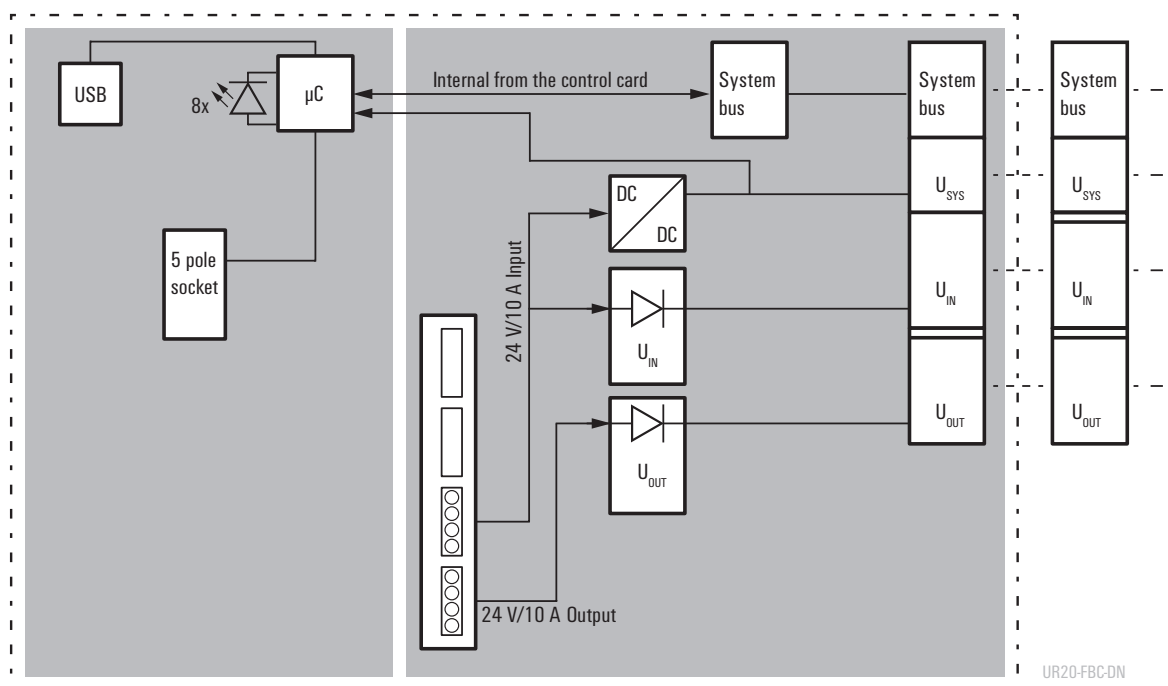 USB
8x
µC
Internal from the control card
System
bus
System
bus
System
bus
DC
DC
U_SYS
U_SYS
5 pole
socket
24 V/10 A Input
U_IN
U_IN
U_IN
U_OUT
U_OUT
U_OUT
24 V/10 A Output
UR20-FBC-DN